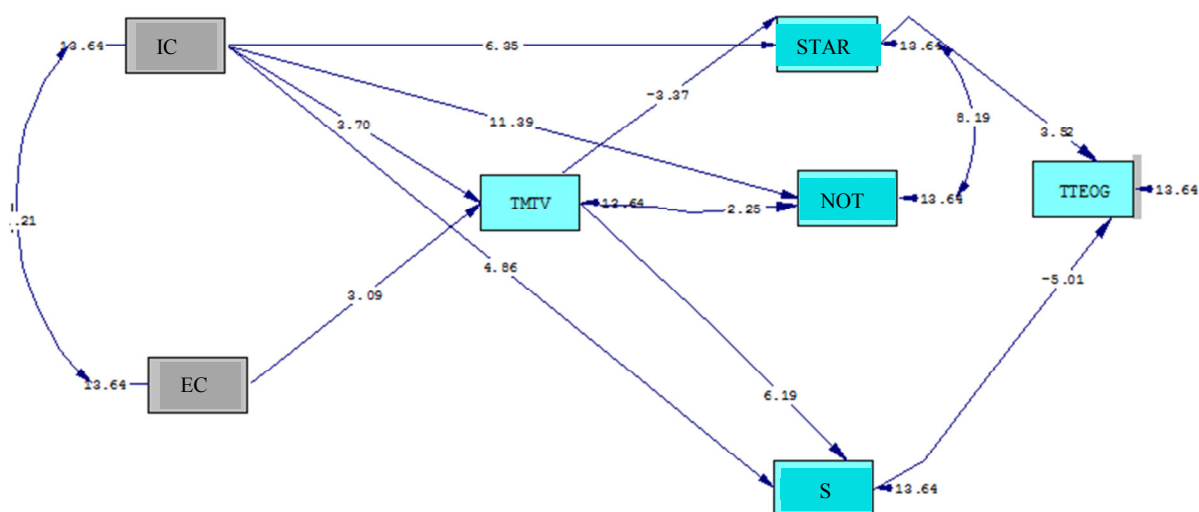 13.64 IC 6.35 STAR 13.64
-3.37
3.70 11.39 8.19 3.52
TMTV 13.64 2.25 NOT 13.64 TTEOG 13.64
.21
4.86 -5.01
3.09
13.64 EC 6.19
S 13.64